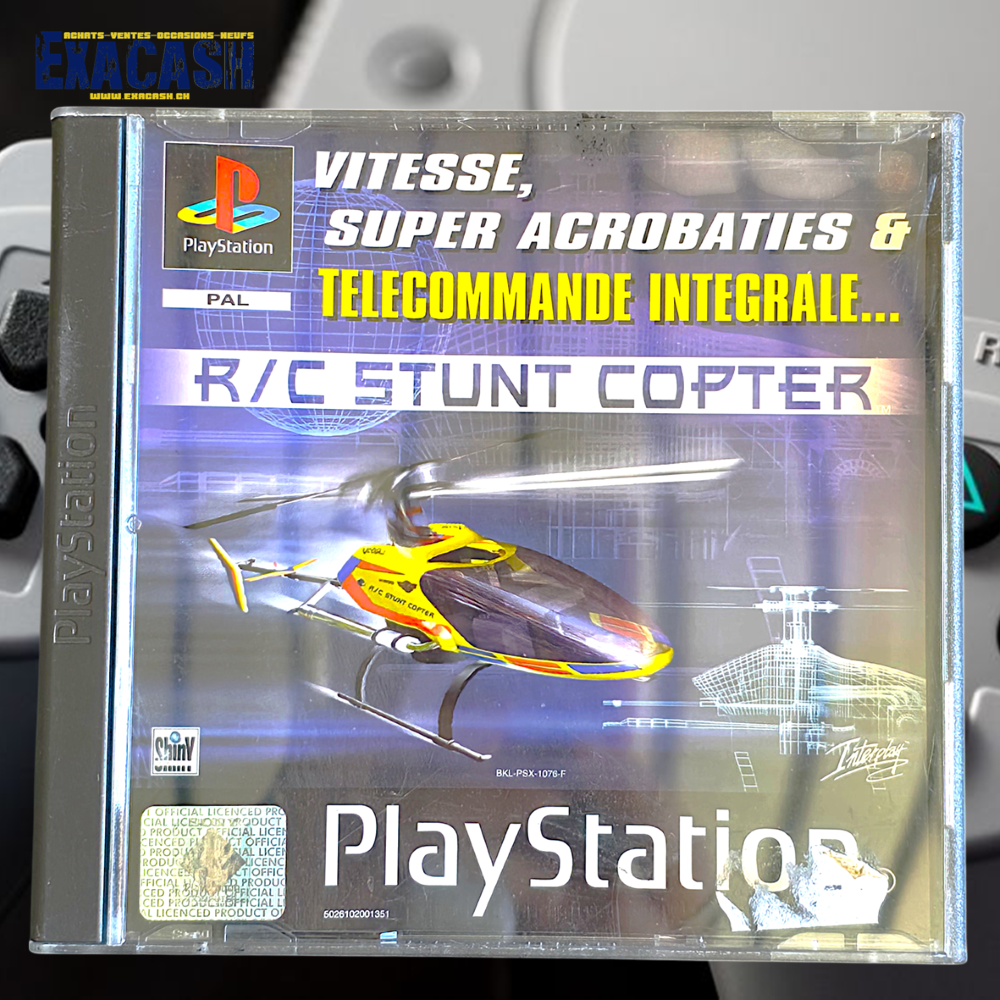 ACHATS-VENTES-OCCASIONS-NEUFS
EXACASH
WWW.EXACASH.CH
PlayStation
PAL
VITESSE,
SUPER ACROBATIES &
TELECOMMANDE INTEGRALE...
R/C STUNT COPTER
R/C STUNT COPTER
PlayStation
Shiny
Interplay
BKL-PSX-1076-F
OFFICIAL LICENCED
PRODUCT
PlayStation
5026102001351